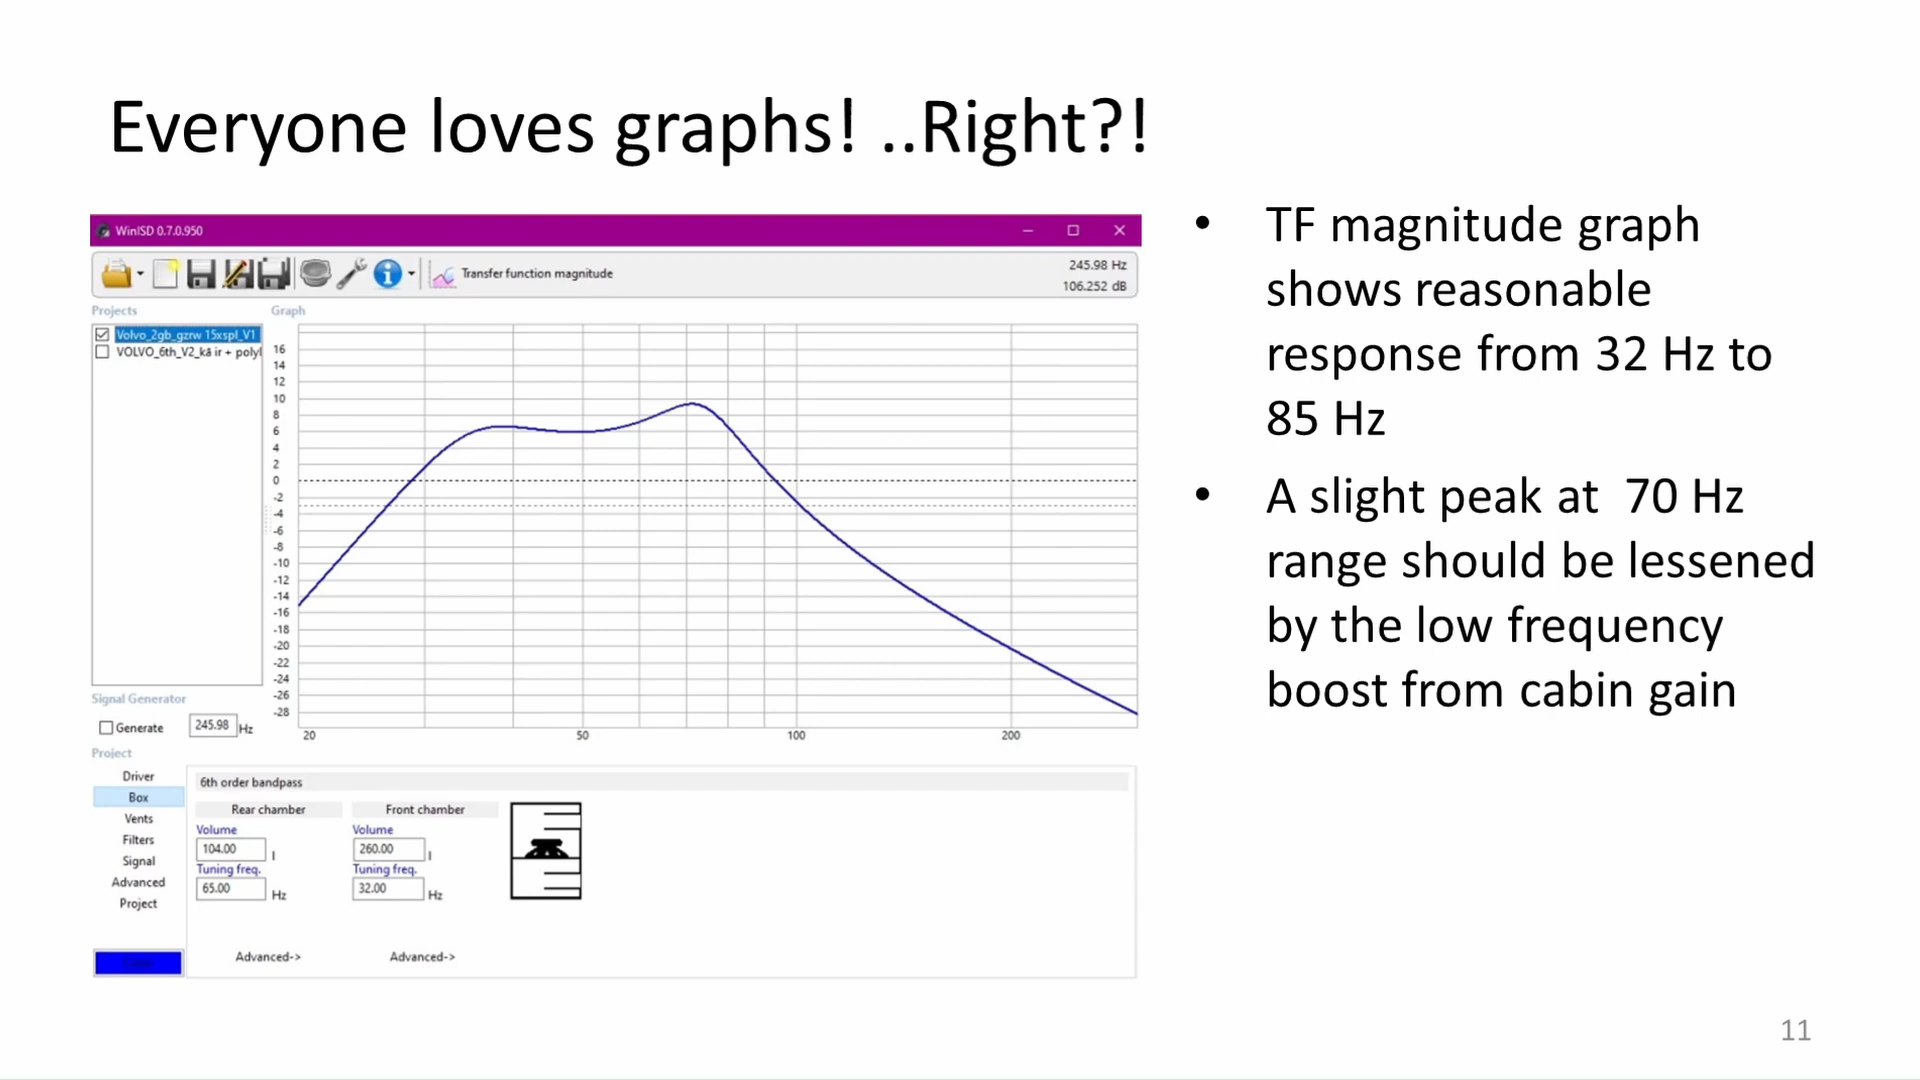 Everyone loves graphs! ..Right?!
WinISD 0.7.0.950
Transfer function magnitude
245.98 Hz
106.252 dB
Projects
Graph
Volvo_2gb_gzrw 15xspl_V1
VOLVO_6th_V2_kā ir + polyl
16
14
12
10
8
6
4
2
0
-2
-4
-6
-8
-10
-12
-14
-16
-18
-20
-22
-24
-26
-28
20
50
100
200
Signal Generator
Generate
245.98
Hz
Project
Driver
Box
Vents
Filters
Signal
Advanced
Project
6th order bandpass
Rear chamber
Front chamber
Volume
Volume
104.00
l
260.00
l
Tuning freq.
Tuning freq.
65.00
Hz
32.00
Hz
Advanced->
Advanced->
• TF magnitude graph
shows reasonable
response from 32 Hz to
85 Hz
• A slight peak at  70 Hz
range should be lessened
by the low frequency
boost from cabin gain
11